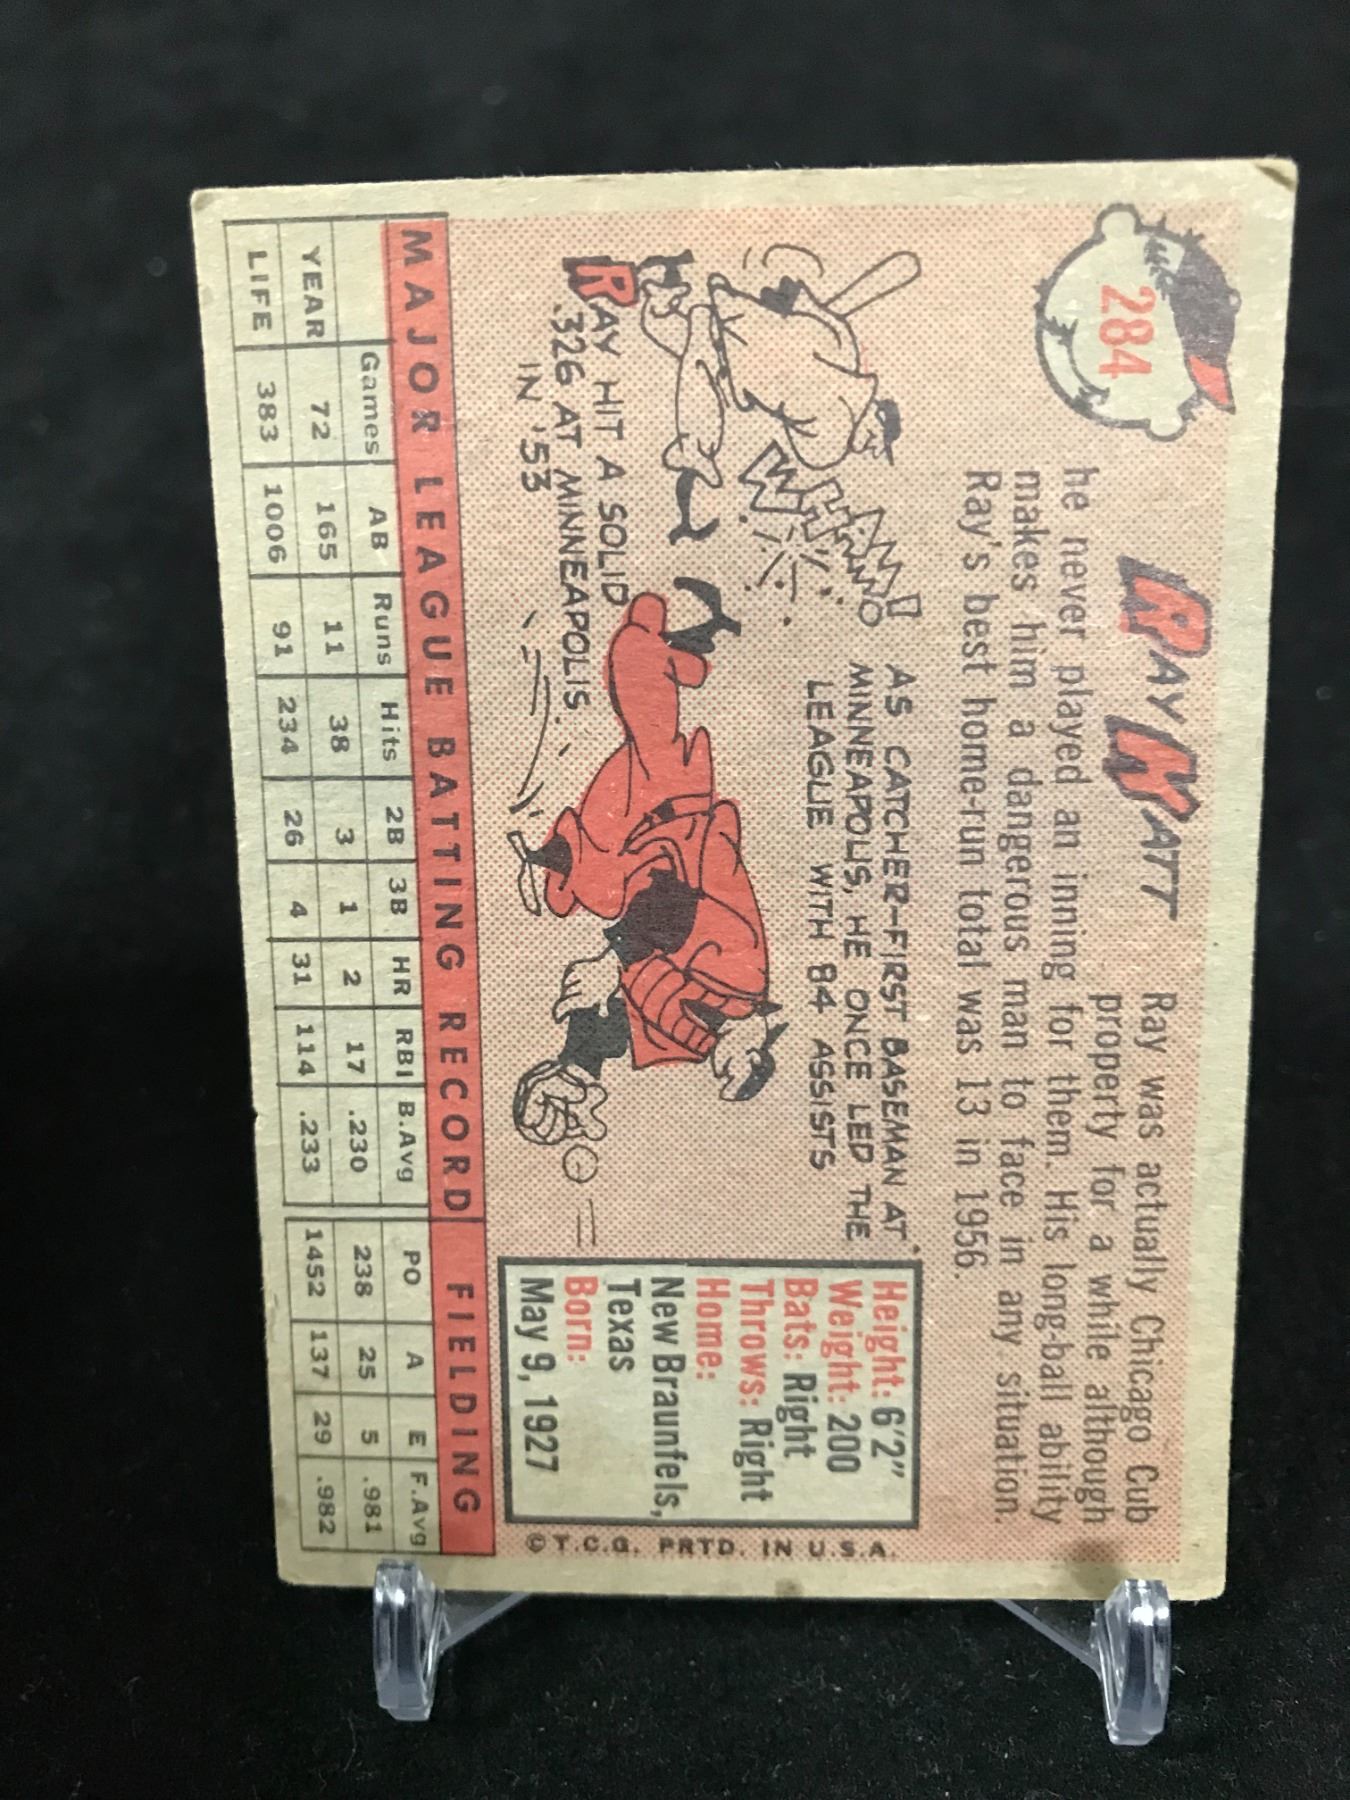 284
RAY KATT
Ray was actually Chicago Cub
property for a while although
he never played an inning for them. His long-ball ability
makes him a dangerous man to face in any situation.
Ray's best home-run total was 13 in 1956.
WHAM!
RAY HIT A SOLID
.326 AT MINNEAPOLIS
IN '53
AS CATCHER-FIRST BASEMAN AT
MINNEAPOLIS, HE ONCE LED THE
LEAGUE WITH 84 ASSISTS
Height: 6'2"
Weight: 200
Bats: Right
Throws: Right
Home:
New Braunfels,
Texas
Born:
May 9, 1927
© T.C.G. PRTD. IN U.S.A.
MAJOR LEAGUE BATTING RECORD FIELDING
Games AB Runs Hits 2B 3B HR RBI B.Avg PO A E F.Avg
YEAR 72 165 11 38 3 1 2 17 .230 238 25 5 .981
LIFE 383 1006 91 234 26 4 31 114 .233 1452 137 29 .982